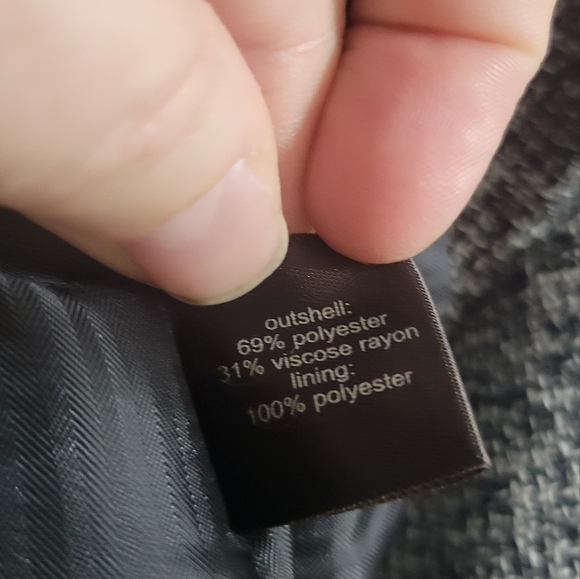 outshell:
69% polyester
31% viscose rayon
lining:
100% polyester